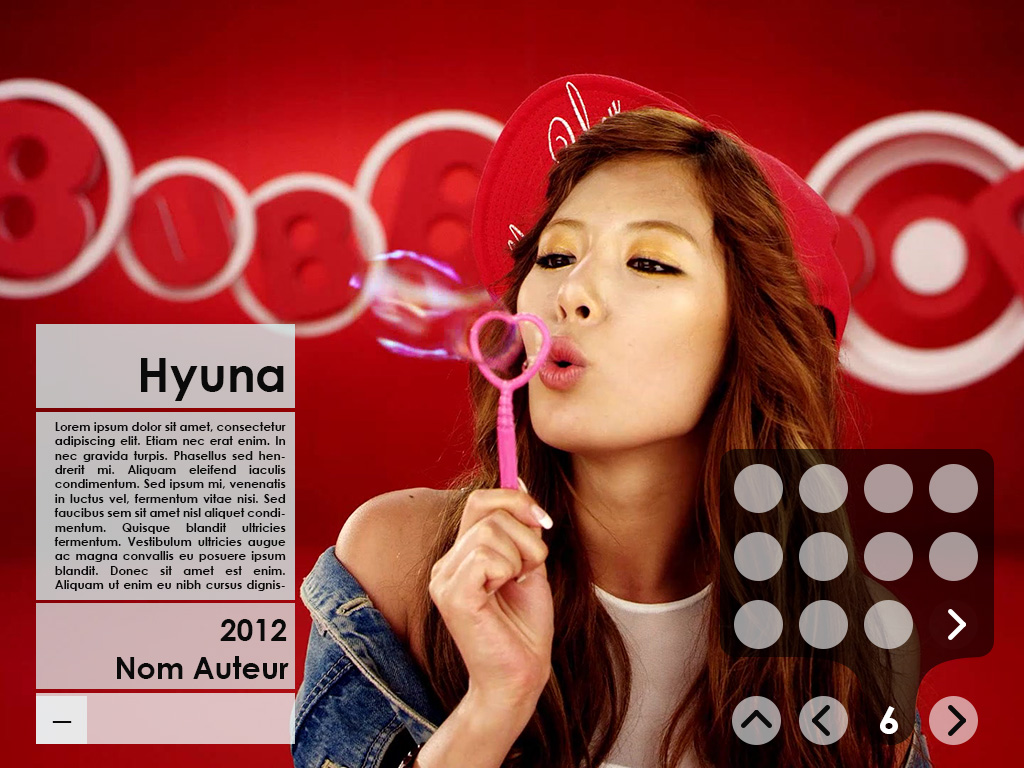 BUBB
Hyuna
Lorem ipsum dolor sit amet, consectetur
adipiscing elit. Etiam nec erat enim. In
nec gravida turpis. Phasellus sed hen-
drerit mi. Aliquam eleifend iaculis
condimentum. Sed ipsum mi, venenatis
in luctus vel, fermentum vitae nisi. Sed
faucibus sem sit amet nisl aliquet condi-
mentum. Quisque blandit ultricies
fermentum. Vestibulum ultricies augue
ac magna convallis eu posuere ipsum
blandit. Donec sit amet est enim.
Aliquam ut enim eu nibh cursus dignis-
2012
Nom Auteur
6